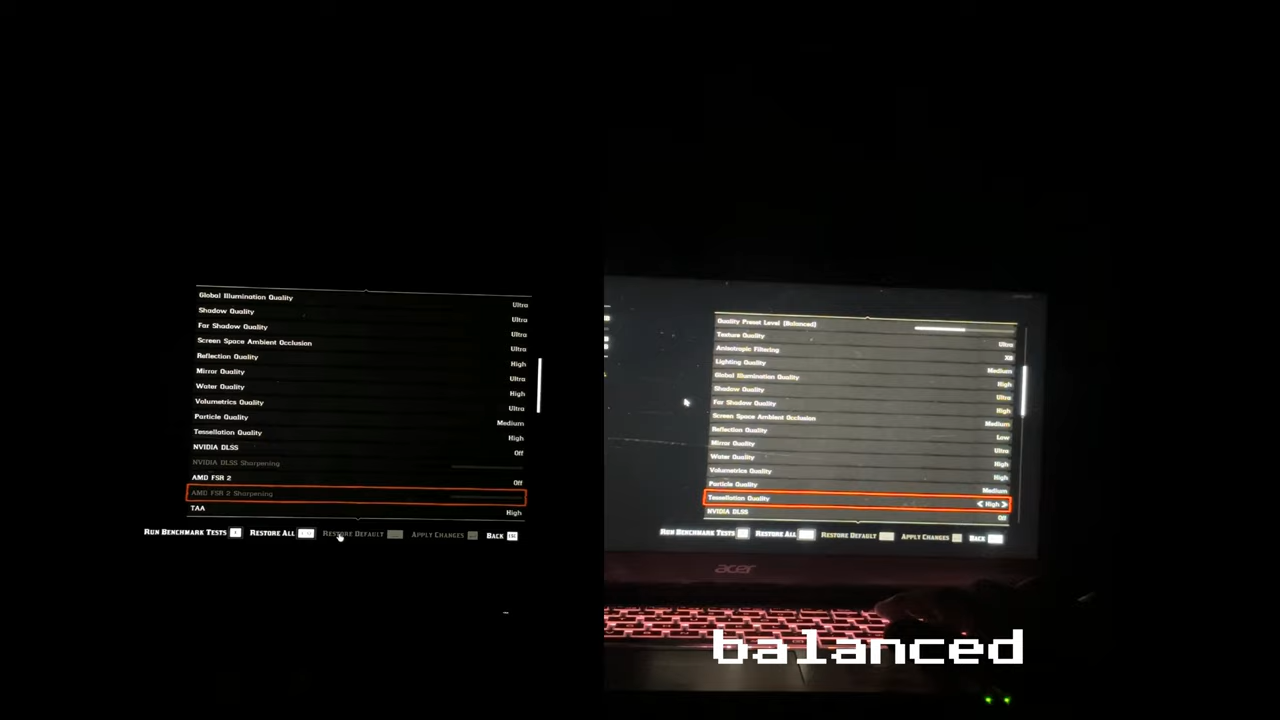 Global Illumination Quality
Ultra
Shadow Quality
Ultra
Far Shadow Quality
Ultra
Screen Space Ambient Occlusion
Ultra
Reflection Quality
High
Mirror Quality
Ultra
Water Quality
High
Volumetrics Quality
Ultra
Particle Quality
Medium
Tessellation Quality
High
NVIDIA DLSS
Off
NVIDIA DLSS Sharpening
AMD FSR 2
Off
AMD FSR 2 Sharpening
TAA
High
RUN BENCHMARK TESTS
RESTORE ALL
RESTORE DEFAULT
APPLY CHANGES
BACK
Quality Preset Level [Balanced]
Texture Quality
Ultra
Anisotropic Filtering
X8
Lighting Quality
Medium
Global Illumination Quality
High
Shadow Quality
Ultra
Far Shadow Quality
High
Screen Space Ambient Occlusion
Medium
Reflection Quality
Low
Mirror Quality
Ultra
Water Quality
High
Volumetrics Quality
High
Particle Quality
Medium
Tessellation Quality
< High >
NVIDIA DLSS
Off
RUN BENCHMARK TESTS
RESTORE ALL
RESTORE DEFAULT
APPLY CHANGES
BACK
acer
balanced